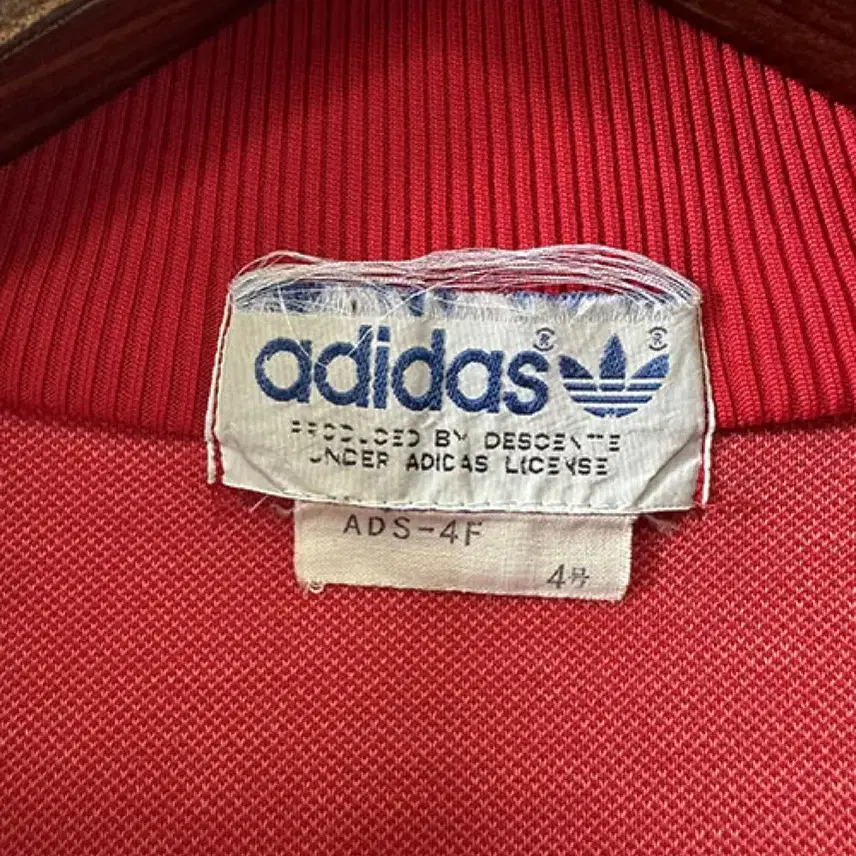 adidas
PRODUCED BY DESCENTE
UNDER ADIDAS LICENSE
ADS-4F
4号